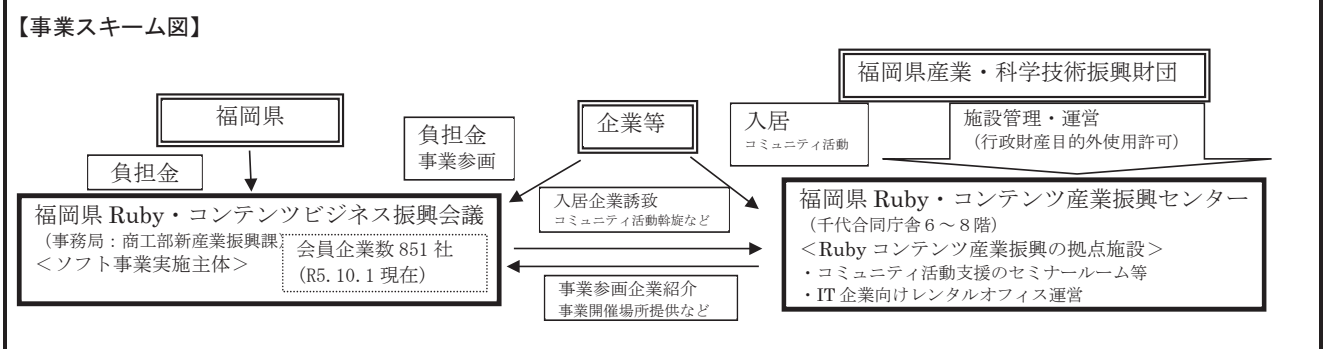 【事業スキーム図】
福岡県産業・科学技術振興財団
福岡県
企業等
負担金
事業参画
入居
コミュニティ活動
施設管理・運営
(行政財産目的外使用許可)
負担金
福岡県 Ruby・コンテンツビジネス振興会議
(事務局：商工部新産業振興課)
＜ソフト事業実施主体＞
会員企業数 851 社
(R5.10.1 現在)
入居企業誘致
コミュニティ活動斡旋など
事業参画企業紹介
事業開催場所提供など
福岡県 Ruby・コンテンツ産業振興センター
(千代合同庁舎６～８階)
＜Ruby コンテンツ産業振興の拠点施設＞
・コミュニティ活動支援のセミナールーム等
・IT 企業向けレンタルオフィス運営